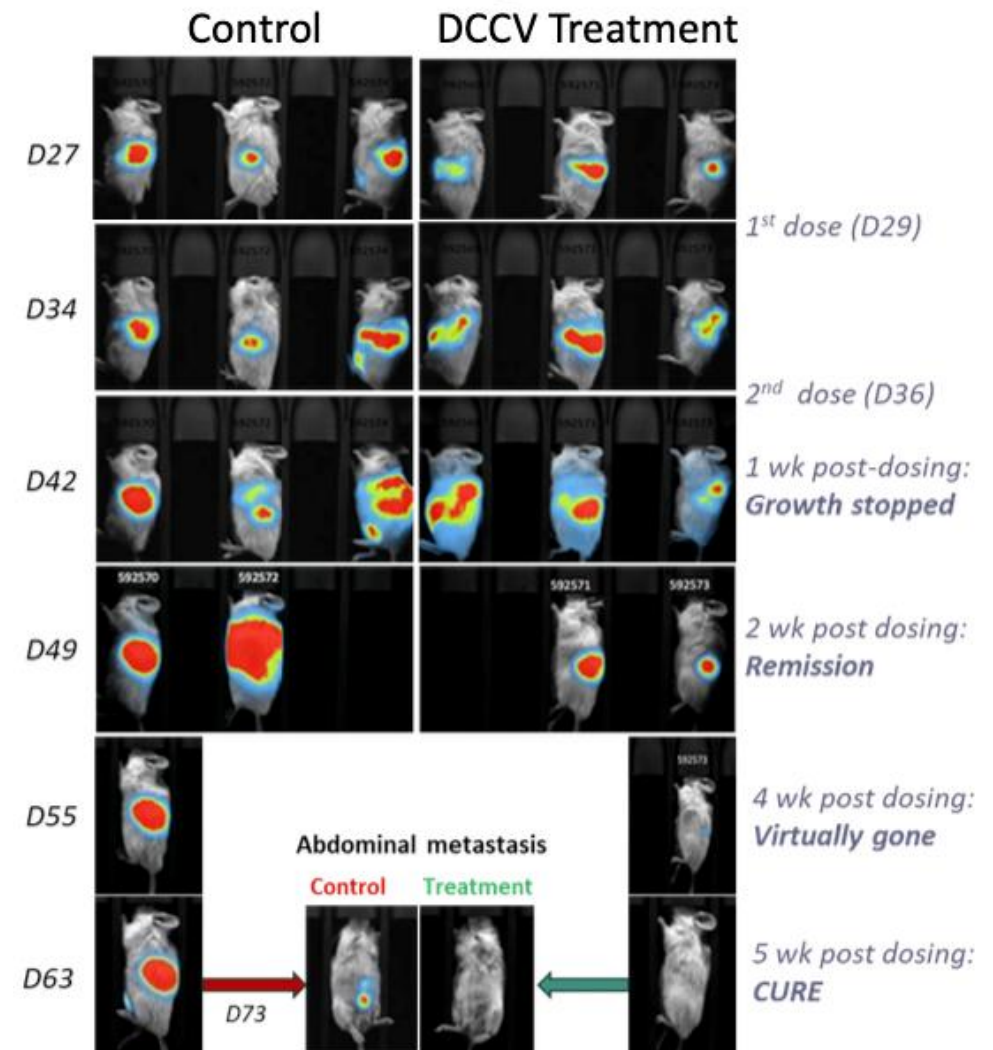 Control DCCV Treatment
D27
1st dose (D29)
D34
2nd dose (D36)
D42
1 wk post-dosing:
Growth stopped
592570 592572 592571 592573
D49
2 wk post dosing:
Remission
592573
D55
4 wk post dosing:
Virtually gone
Abdominal metastasis
Control Treatment
D63
D73
5 wk post dosing:
CURE